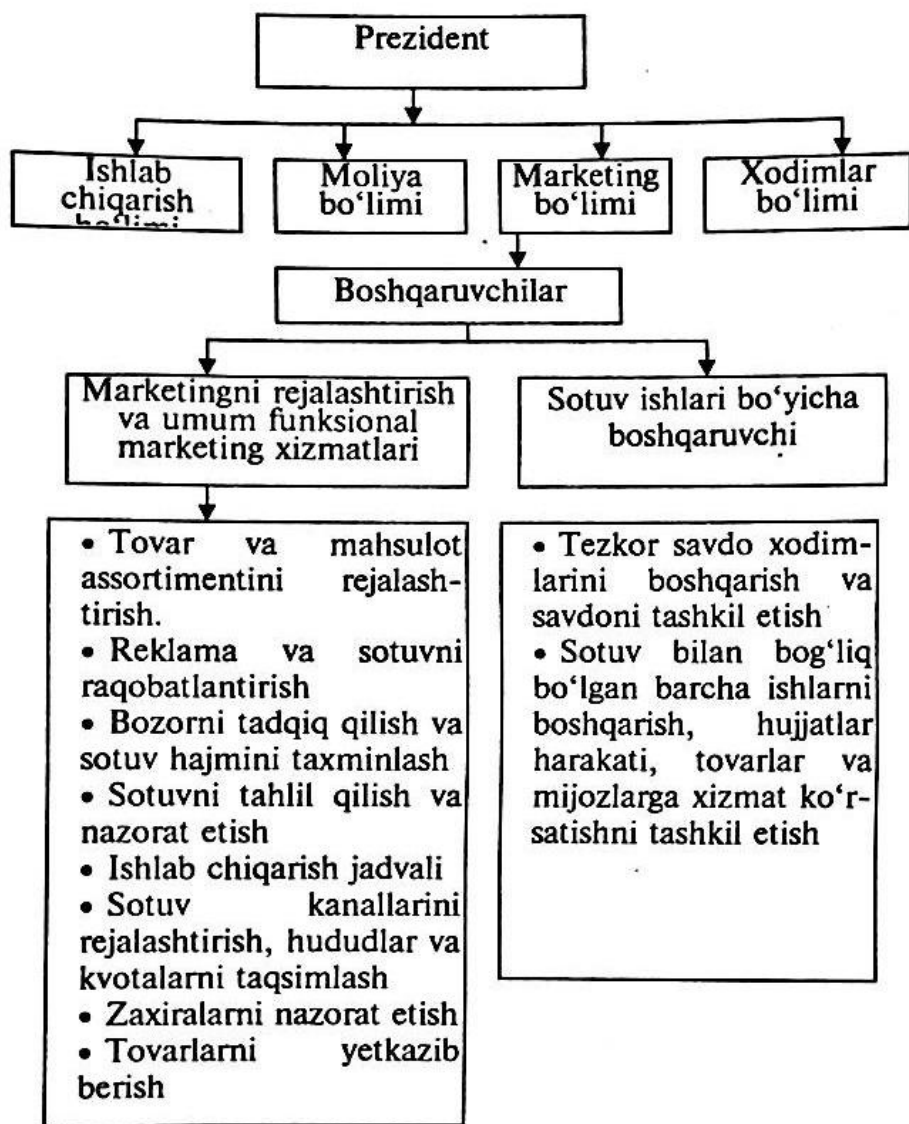 Prezident
Ishlab
chiqarish
bo‘limi
Moliya
bo‘limi
Marketing
bo‘limi
Xodimlar
bo‘limi
Boshqaruvchilar
Marketingni rejalashtirish
va umum funksional
marketing xizmatlari
Sotuv ishlari bo‘yicha
boshqaruvchi
• Tovar va mahsulot
assortimentini rejalash-
tirish.
• Reklama va sotuvni
raqobatlantirish
• Bozorni tadqiq qilish va
sotuv hajmini taxminlash
• Sotuvni tahlil qilish va
nazorat etish
• Ishlab chiqarish jadvali
• Sotuv kanallarini
rejalashtirish, hududlar va
kvotalarni taqsimlash
• Zaxiralarni nazorat etish
• Tovarlarni yetkazib
berish
• Tezkor savdo xodim-
larini boshqarish va
savdoni tashkil etish
• Sotuv bilan bog‘liq
bo‘lgan barcha ishlarni
boshqarish, hujjatlar
harakati, tovarlar va
mijozlarga xizmat ko‘r-
satishni tashkil etish